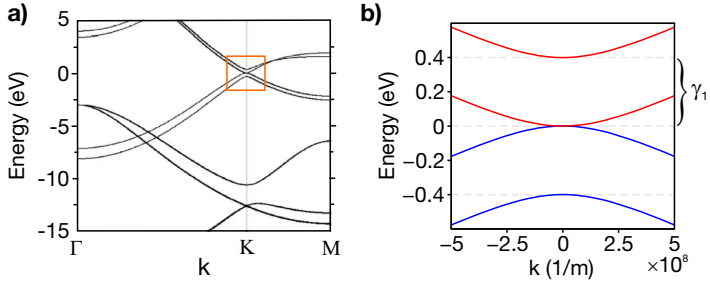 a)
Energy (eV)
5
0
-5
-10
-15
Γ
K
M
k
b)
Energy (eV)
0.4
0.2
0
−0.2
−0.4
γ1
−5
−2.5
0
2.5
5
k (1/m)
×10⁸